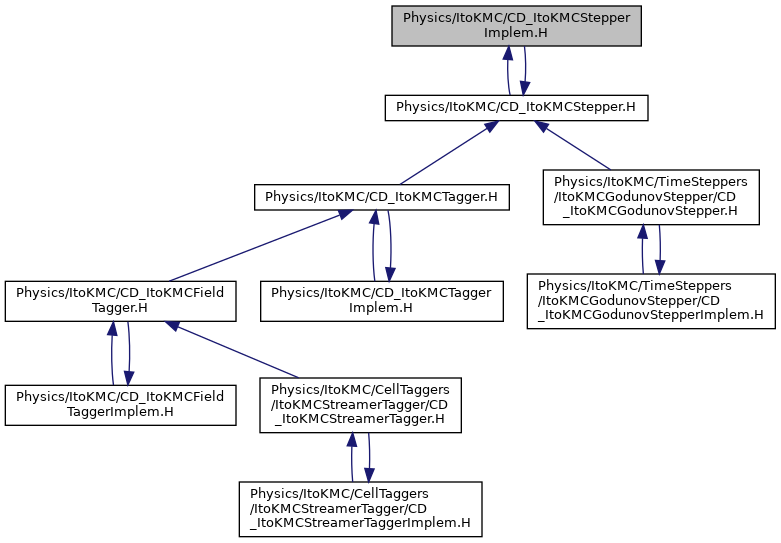 Physics/ItoKMC/CD_ItoKMCStepper
Implem.H
Physics/ItoKMC/CD_ItoKMCStepper.H
Physics/ItoKMC/CD_ItoKMCTagger.H
Physics/ItoKMC/TimeSteppers
/ItoKMCGodunovStepper/CD
_ItoKMCGodunovStepper.H
Physics/ItoKMC/CD_ItoKMCField
Tagger.H
Physics/ItoKMC/CD_ItoKMCTagger
Implem.H
Physics/ItoKMC/TimeSteppers
/ItoKMCGodunovStepper/CD
_ItoKMCGodunovStepperImplem.H
Physics/ItoKMC/CD_ItoKMCField
TaggerImplem.H
Physics/ItoKMC/CellTaggers
/ItoKMCStreamerTagger/CD
_ItoKMCStreamerTagger.H
Physics/ItoKMC/CellTaggers
/ItoKMCStreamerTagger/CD
_ItoKMCStreamerTaggerImplem.H